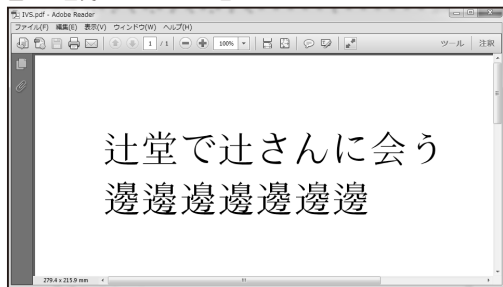 IVS.pdf - Adobe Reader
ファイル(F) 編集(E) 表示(V) ウィンドウ(W) ヘルプ(H)
1 / 1 100% ツール 注釈
辻堂で辻󠄀さんに会う
邊邊邊邊邊邊邊
279.4 x 215.9 mm